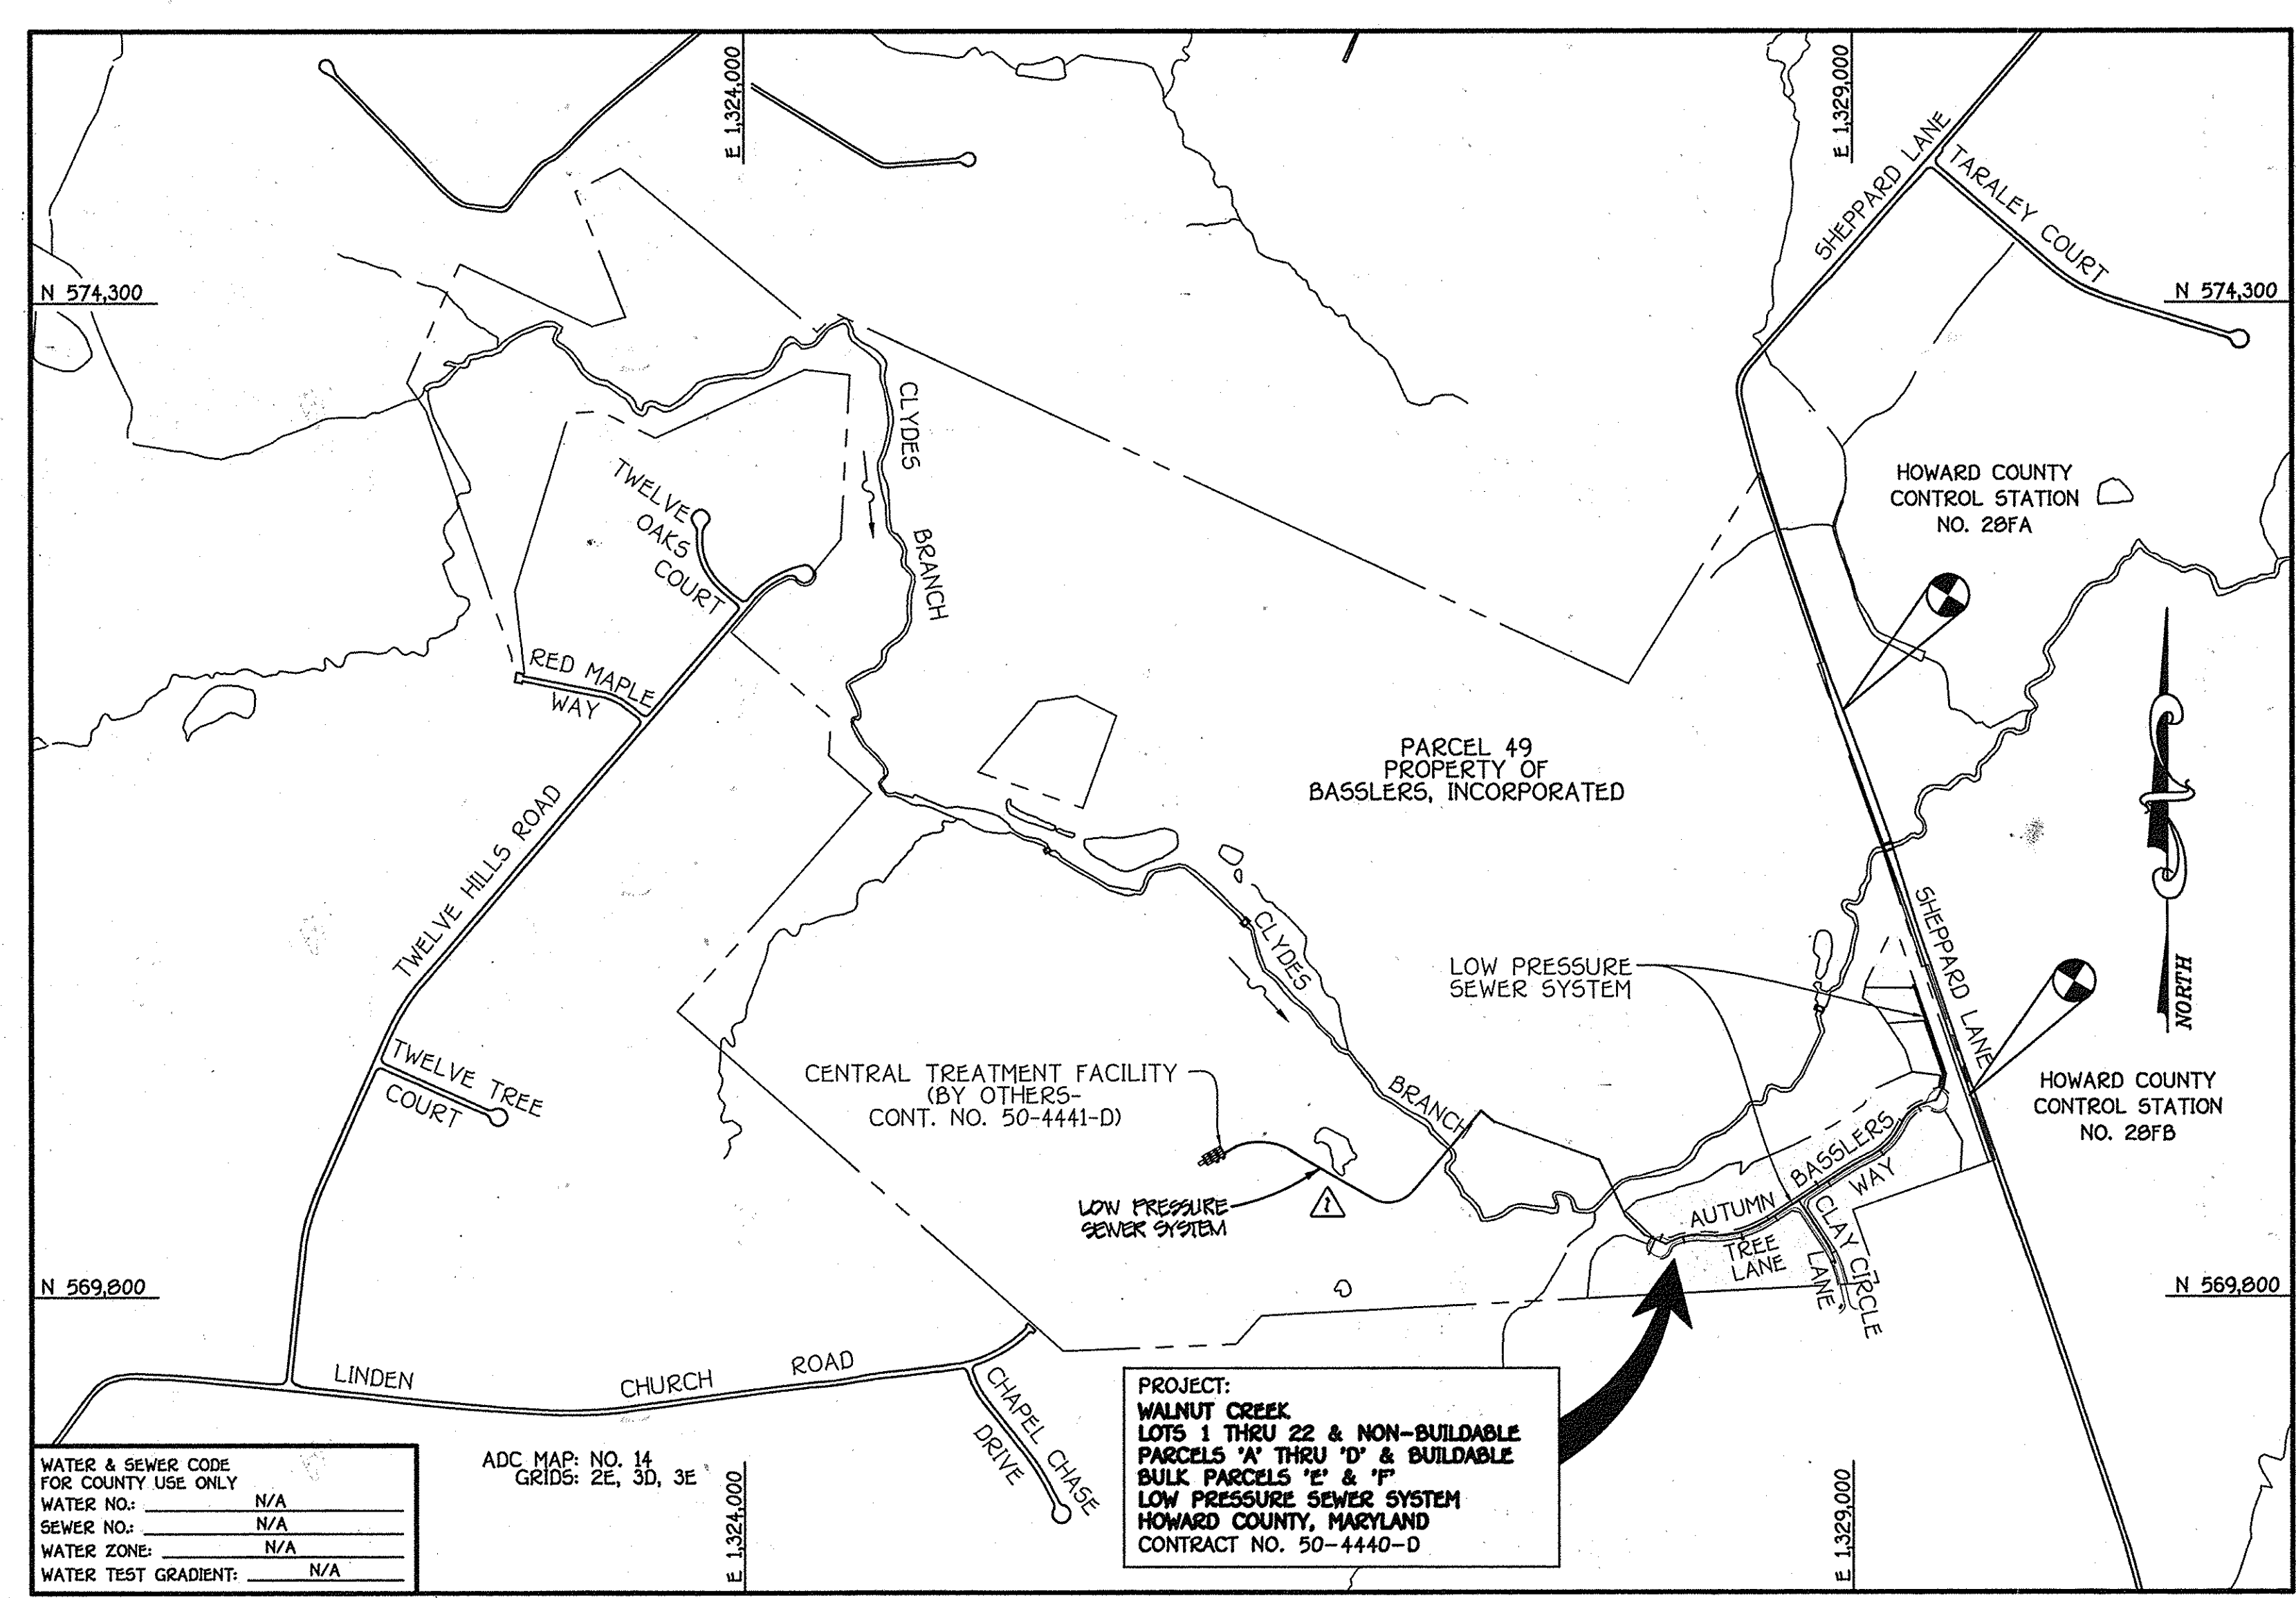 E 1,324,000
E 1,329,000
SHEPPARD LANE
TARALEY COURT
N 574,300
N 574,300
CLYDES
BRANCH
HOWARD COUNTY
CONTROL STATION
NO. 28FA
TWELVE
OAKS
COURT
RED MAPLE
WAY
PARCEL 49
PROPERTY OF
BASSLERS, INCORPORATED
TWELVE HILLS ROAD
CLYDES
BRANCH
LOW PRESSURE
SEWER SYSTEM
SHEPPARD LANE
NORTH
TWELVE TREE
COURT
CENTRAL TREATMENT FACILITY
(BY OTHERS-
CONT. NO. 50-4441-D)
HOWARD COUNTY
CONTROL STATION
NO. 28FB
LOW PRESSURE
SEWER SYSTEM
1
BASSLERS
WAY
AUTUMN
TREE
LANE
CLAY CIRCLE
LANE
N 569,800
N 569,800
LINDEN
CHURCH
ROAD
CHAPEL CHASE
DRIVE
PROJECT:
WALNUT CREEK
LOTS 1 THRU 22 & NON-BUILDABLE
PARCELS 'A' THRU 'D' & BUILDABLE
BULK PARCELS 'E' & 'F'
LOW PRESSURE SEWER SYSTEM
HOWARD COUNTY, MARYLAND
CONTRACT NO. 50-4440-D
ADC MAP: NO. 14
GRIDS: 2E, 3D, 3E
WATER & SEWER CODE
FOR COUNTY USE ONLY
WATER NO.: N/A
SEWER NO.: N/A
WATER ZONE: N/A
WATER TEST GRADIENT: N/A
E 1,324,000
E 1,329,000